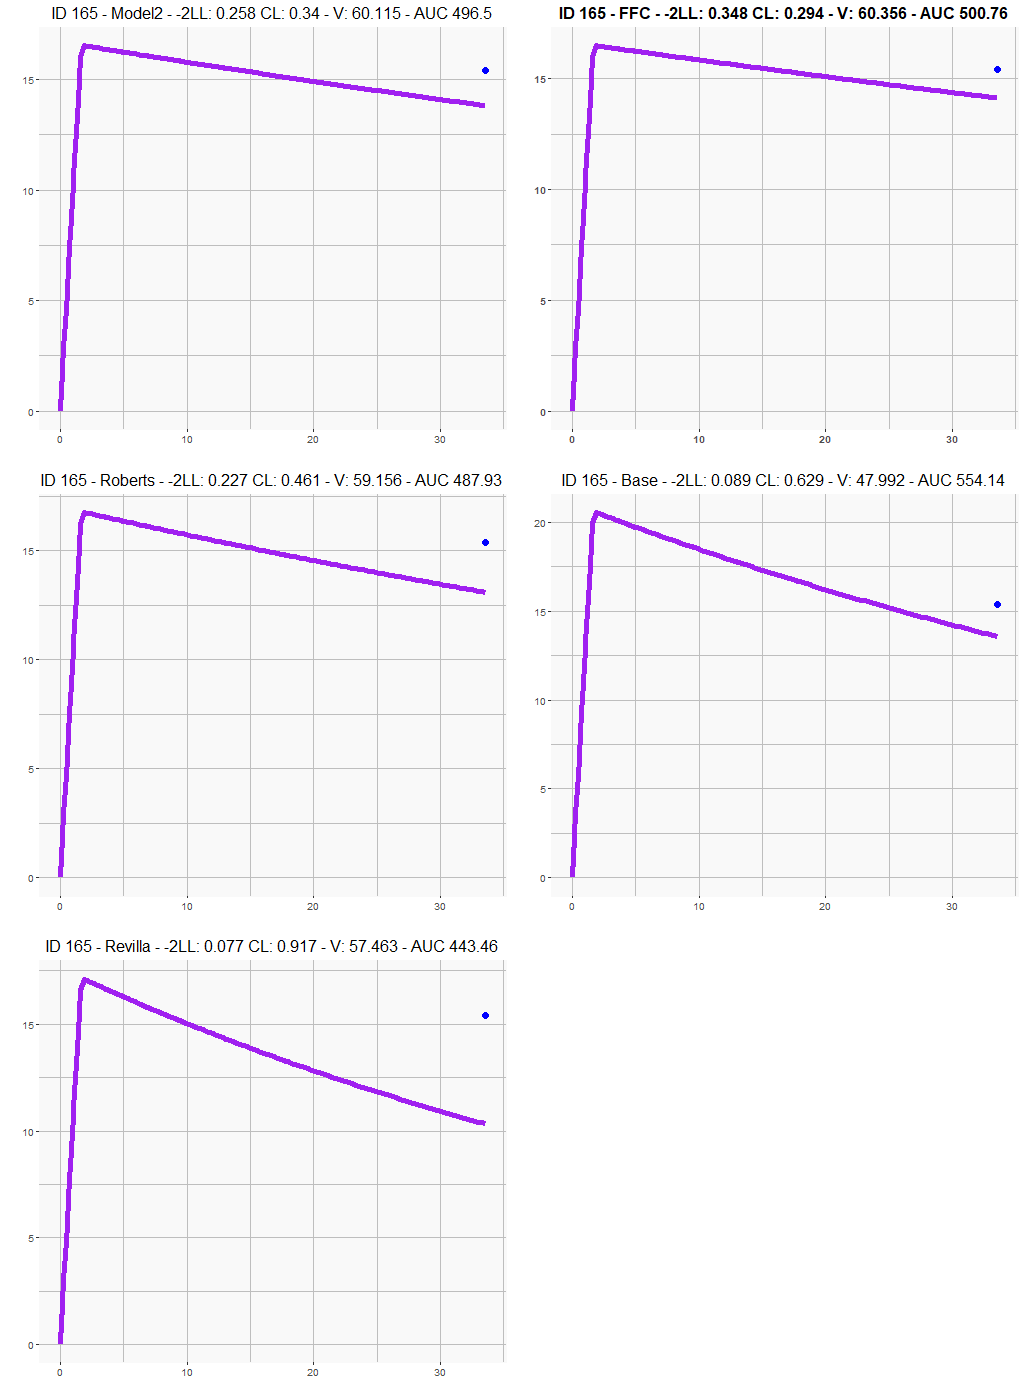 ID 165 - Model2 - -2LL: 0.258 CL: 0.34 - V: 60.115 - AUC 496.5
15
10
5
0
0 10 20 30
ID 165 - FFC - -2LL: 0.348 CL: 0.294 - V: 60.356 - AUC 500.76
15
10
5
0
0 10 20 30
ID 165 - Roberts - -2LL: 0.227 CL: 0.461 - V: 59.156 - AUC 487.93
15
10
5
0
0 10 20 30
ID 165 - Base - -2LL: 0.089 CL: 0.629 - V: 47.992 - AUC 554.14
20
15
10
5
0
0 10 20 30
ID 165 - Revilla - -2LL: 0.077 CL: 0.917 - V: 57.463 - AUC 443.46
15
10
5
0
0 10 20 30